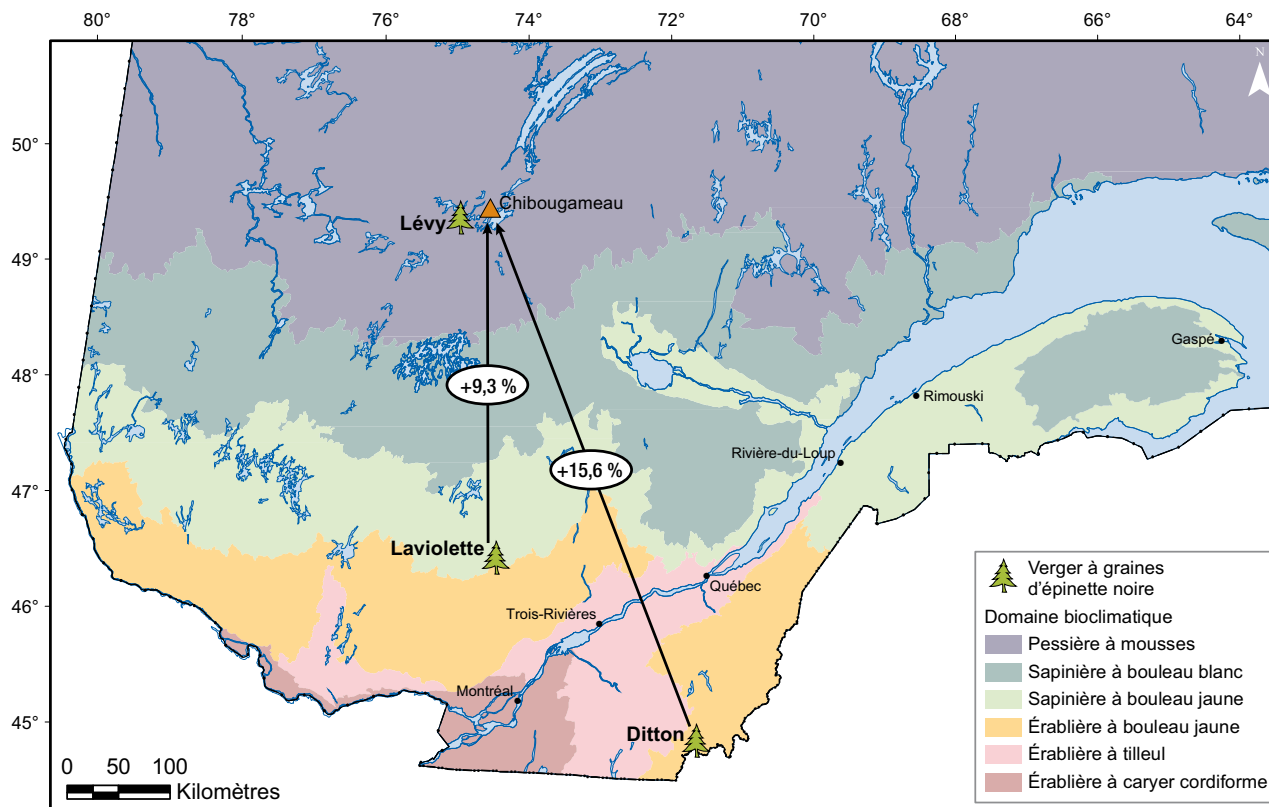 80° 78° 76° 74° 72° 70° 68° 66° 64°
N
50°
Chibougameau
Lévy
49°
Gaspé
48°
+9,3 %
Rimouski
Rivière-du-Loup
+15,6 %
47°
Laviolette
46°
Québec
Trois-Rivières
Montréal
45°
Ditton
0 50 100
Kilomètres
Verger à graines
d'épinette noire
Domaine bioclimatique
Pessière à mousses
Sapinière à bouleau blanc
Sapinière à bouleau jaune
Érablière à bouleau jaune
Érablière à tilleul
Érablière à caryer cordiforme